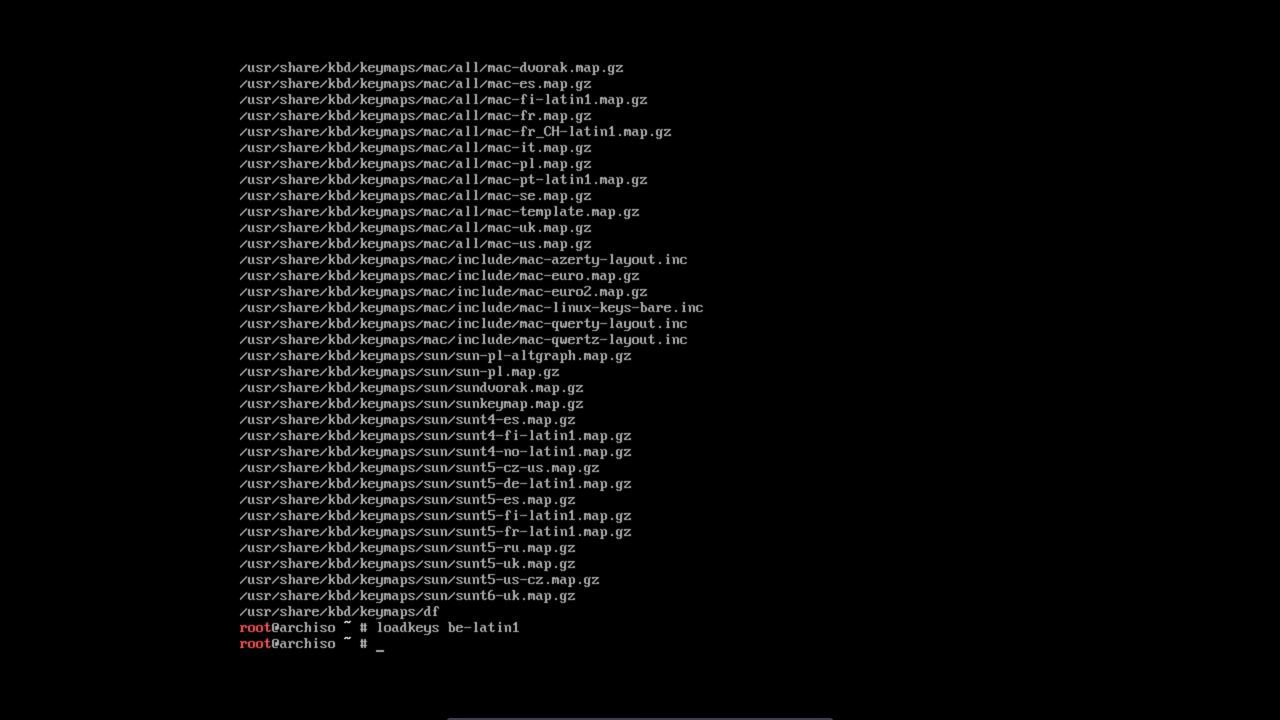 /usr/share/kbd/keymaps/mac/all/mac-dvorak.map.gz
/usr/share/kbd/keymaps/mac/all/mac-es.map.gz
/usr/share/kbd/keymaps/mac/all/mac-fi-latin1.map.gz
/usr/share/kbd/keymaps/mac/all/mac-fr.map.gz
/usr/share/kbd/keymaps/mac/all/mac-fr_CH-latin1.map.gz
/usr/share/kbd/keymaps/mac/all/mac-it.map.gz
/usr/share/kbd/keymaps/mac/all/mac-pl.map.gz
/usr/share/kbd/keymaps/mac/all/mac-pt-latin1.map.gz
/usr/share/kbd/keymaps/mac/all/mac-se.map.gz
/usr/share/kbd/keymaps/mac/all/mac-template.map.gz
/usr/share/kbd/keymaps/mac/all/mac-uk.map.gz
/usr/share/kbd/keymaps/mac/all/mac-us.map.gz
/usr/share/kbd/keymaps/mac/include/mac-azerty-layout.inc
/usr/share/kbd/keymaps/mac/include/mac-euro.map.gz
/usr/share/kbd/keymaps/mac/include/mac-euro2.map.gz
/usr/share/kbd/keymaps/mac/include/mac-linux-keys-bare.inc
/usr/share/kbd/keymaps/mac/include/mac-qwerty-layout.inc
/usr/share/kbd/keymaps/mac/include/mac-qwertz-layout.inc
/usr/share/kbd/keymaps/sun/sun-pl-altgraph.map.gz
/usr/share/kbd/keymaps/sun/sun-pl.map.gz
/usr/share/kbd/keymaps/sun/sundvorak.map.gz
/usr/share/kbd/keymaps/sun/sunkeymap.map.gz
/usr/share/kbd/keymaps/sun/sunt4-es.map.gz
/usr/share/kbd/keymaps/sun/sunt4-fi-latin1.map.gz
/usr/share/kbd/keymaps/sun/sunt4-no-latin1.map.gz
/usr/share/kbd/keymaps/sun/sunt5-cz-us.map.gz
/usr/share/kbd/keymaps/sun/sunt5-de-latin1.map.gz
/usr/share/kbd/keymaps/sun/sunt5-es.map.gz
/usr/share/kbd/keymaps/sun/sunt5-fi-latin1.map.gz
/usr/share/kbd/keymaps/sun/sunt5-fr-latin1.map.gz
/usr/share/kbd/keymaps/sun/sunt5-ru.map.gz
/usr/share/kbd/keymaps/sun/sunt5-uk.map.gz
/usr/share/kbd/keymaps/sun/sunt5-us-cz.map.gz
/usr/share/kbd/keymaps/sun/sunt6-uk.map.gz
/usr/share/kbd/keymaps/df
root@archiso ~ # loadkeys be-latin1
root@archiso ~ # _